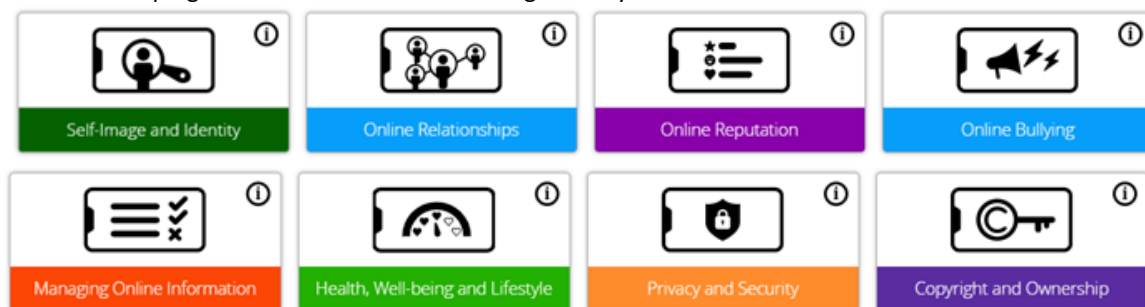 Self-Image and Identity
Online Relationships
Online Reputation
Online Bullying
Managing Online Information
Health, Well-being and Lifestyle
Privacy and Security
Copyright and Ownership